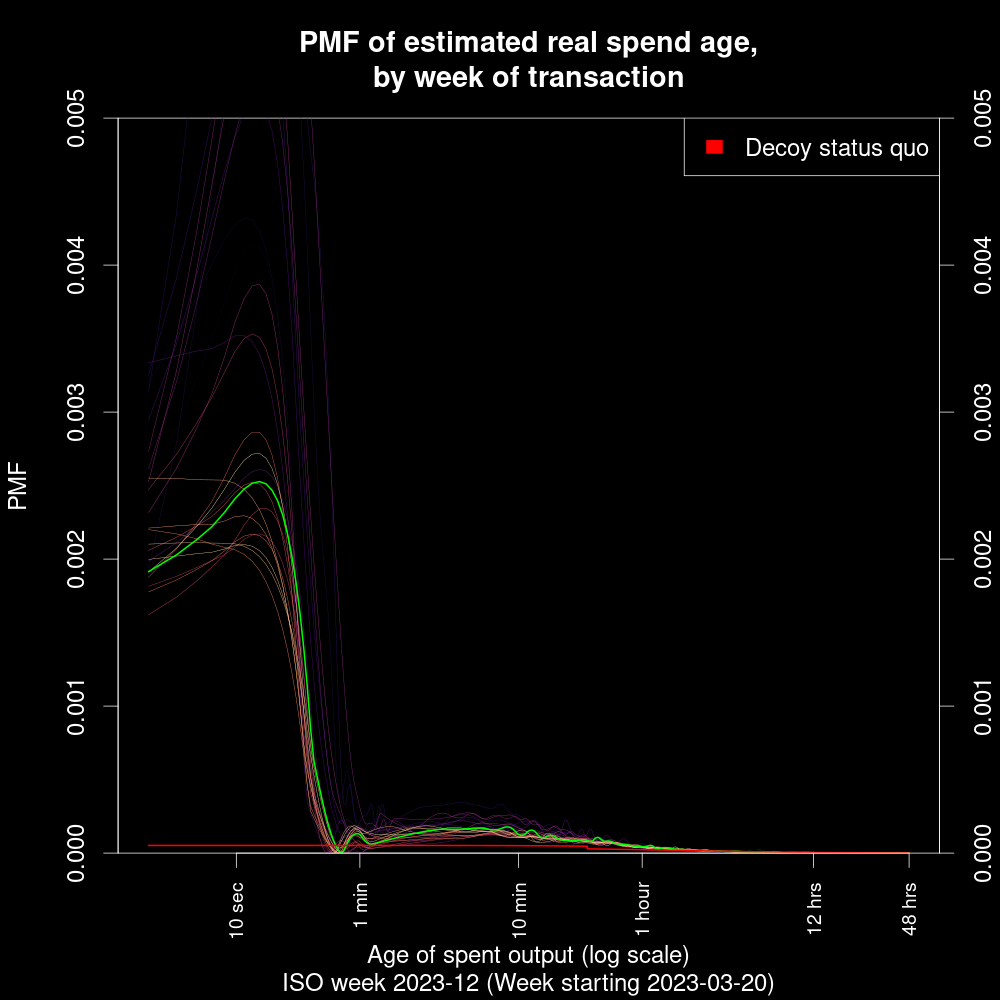 PMF of estimated real spend age,
by week of transaction
Decoy status quo
PMF
0.000
0.001
0.002
0.003
0.004
0.005
0.000
0.001
0.002
0.003
0.004
0.005
10 sec
1 min
10 min
1 hour
12 hrs
48 hrs
Age of spent output (log scale)
ISO week 2023-12 (Week starting 2023-03-20)